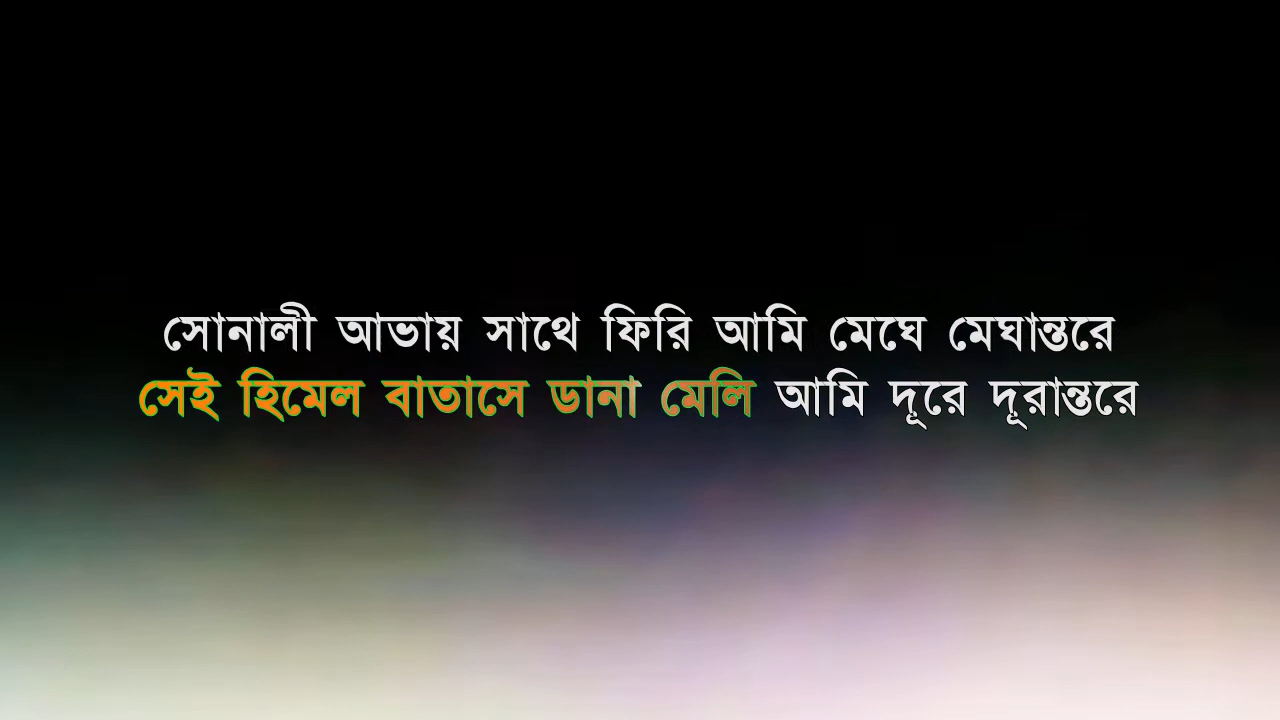 সোনালী আভায় সাথে ফিরি আমি মেঘে মেঘান্তরে
সেই হিমেল বাতাসে ডানা মেলি আমি দূরে দূরান্তরে